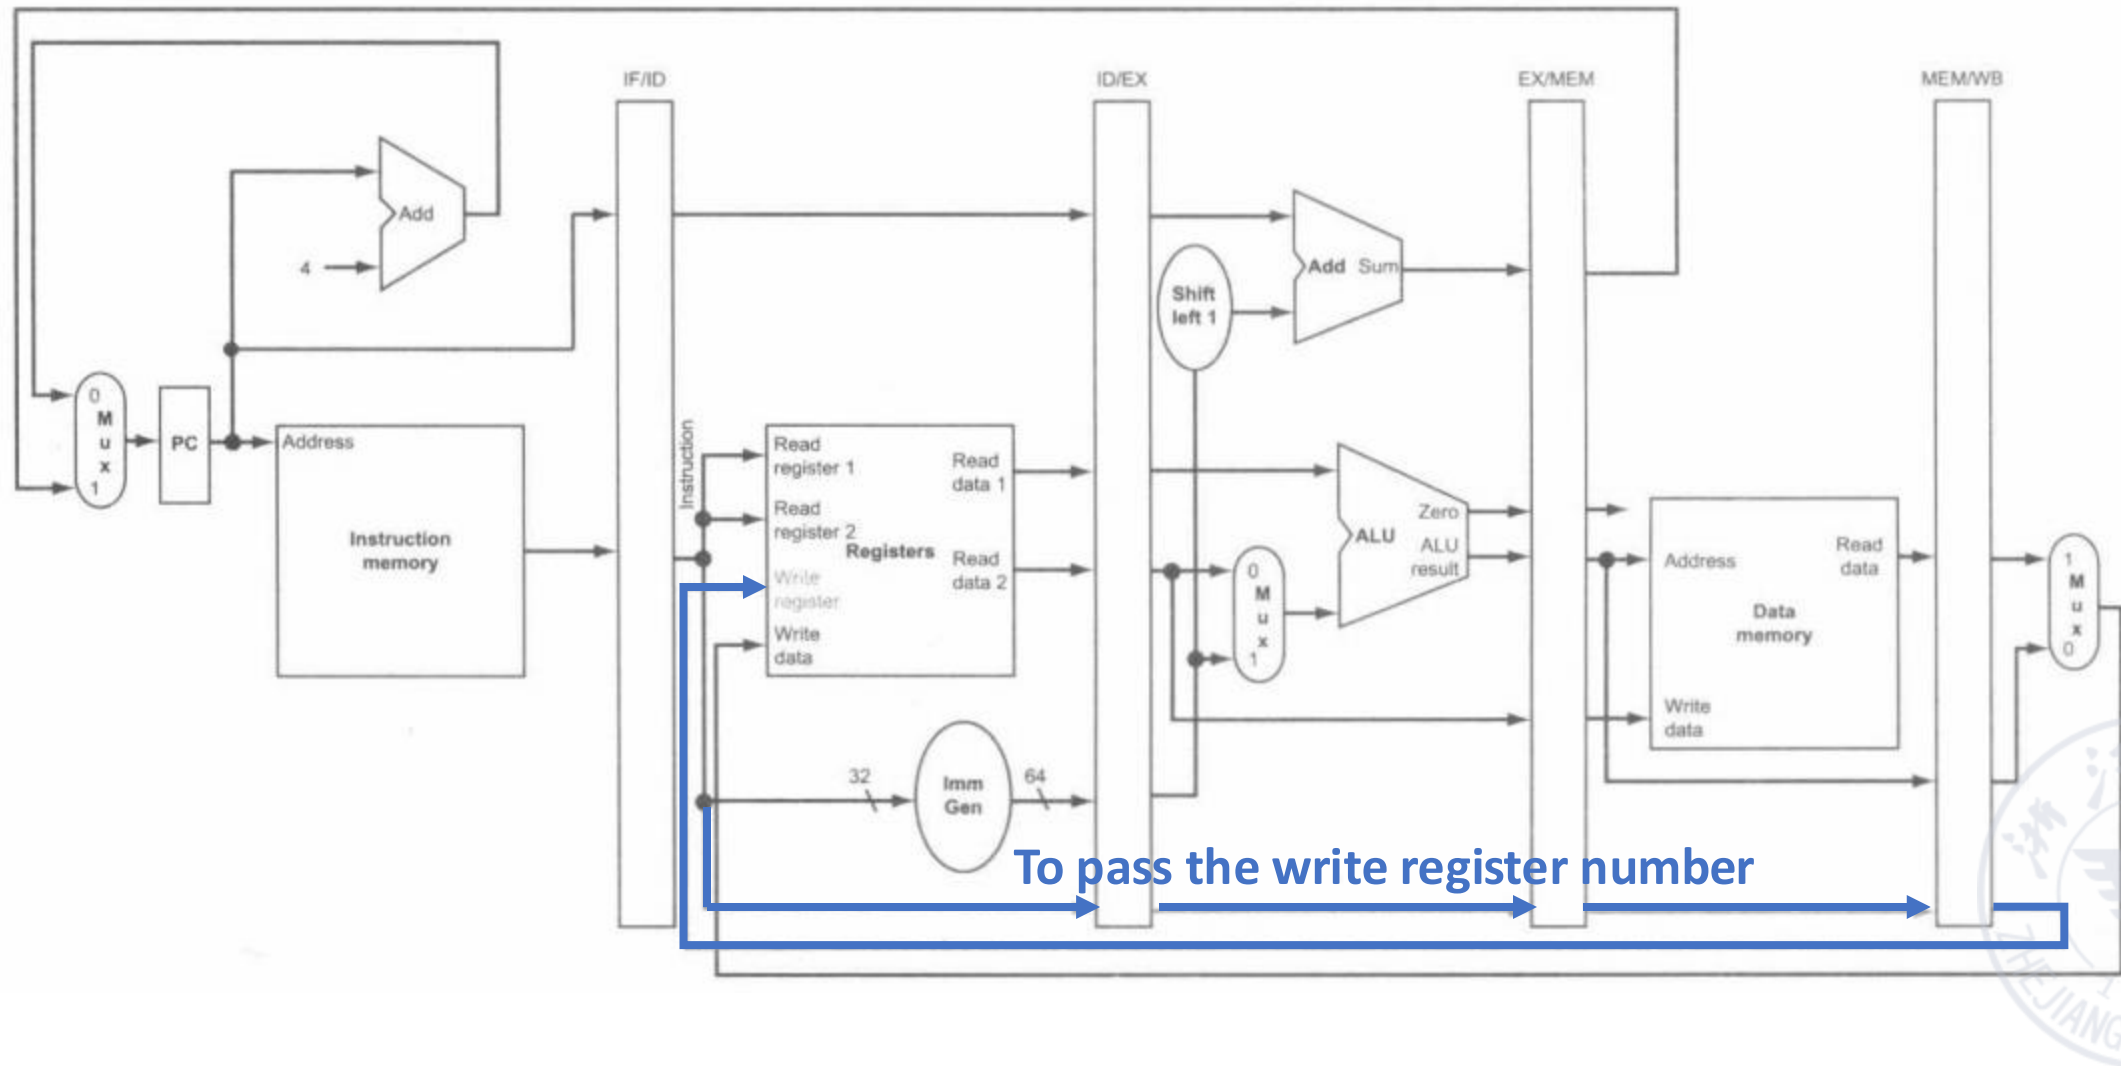 IF/ID
ID/EX
EX/MEM
MEM/WB
Add
4
Add Sum
Shift
left 1
0
M
u
x
1
PC
Address
Instruction
memory
Instruction
Read
register 1
Read
register 2
Write
register
Write
data
Registers
Read
data 1
Read
data 2
0
M
u
x
1
Zero
ALU
ALU
result
Address
Read
data
Data
memory
Write
data
1
M
u
x
0
32
Imm
Gen
64
To pass the write register number
ZHEJIANG